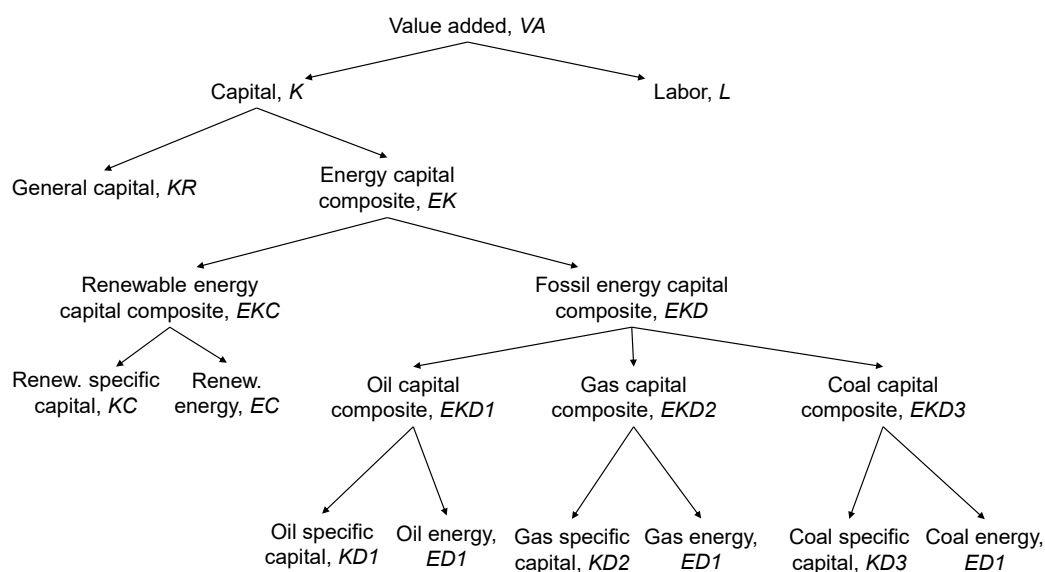 Value added, VA
Capital, K
Labor, L
General capital, KR
Energy capital
composite, EK
Renewable energy
capital composite, EKC
Fossil energy capital
composite, EKD
Renew. specific
capital, KC
Renew.
energy, EC
Oil capital
composite, EKD1
Gas capital
composite, EKD2
Coal capital
composite, EKD3
Oil specific
capital, KD1
Oil energy,
ED1
Gas specific
capital, KD2
Gas energy,
ED1
Coal specific
capital, KD3
Coal energy,
ED1